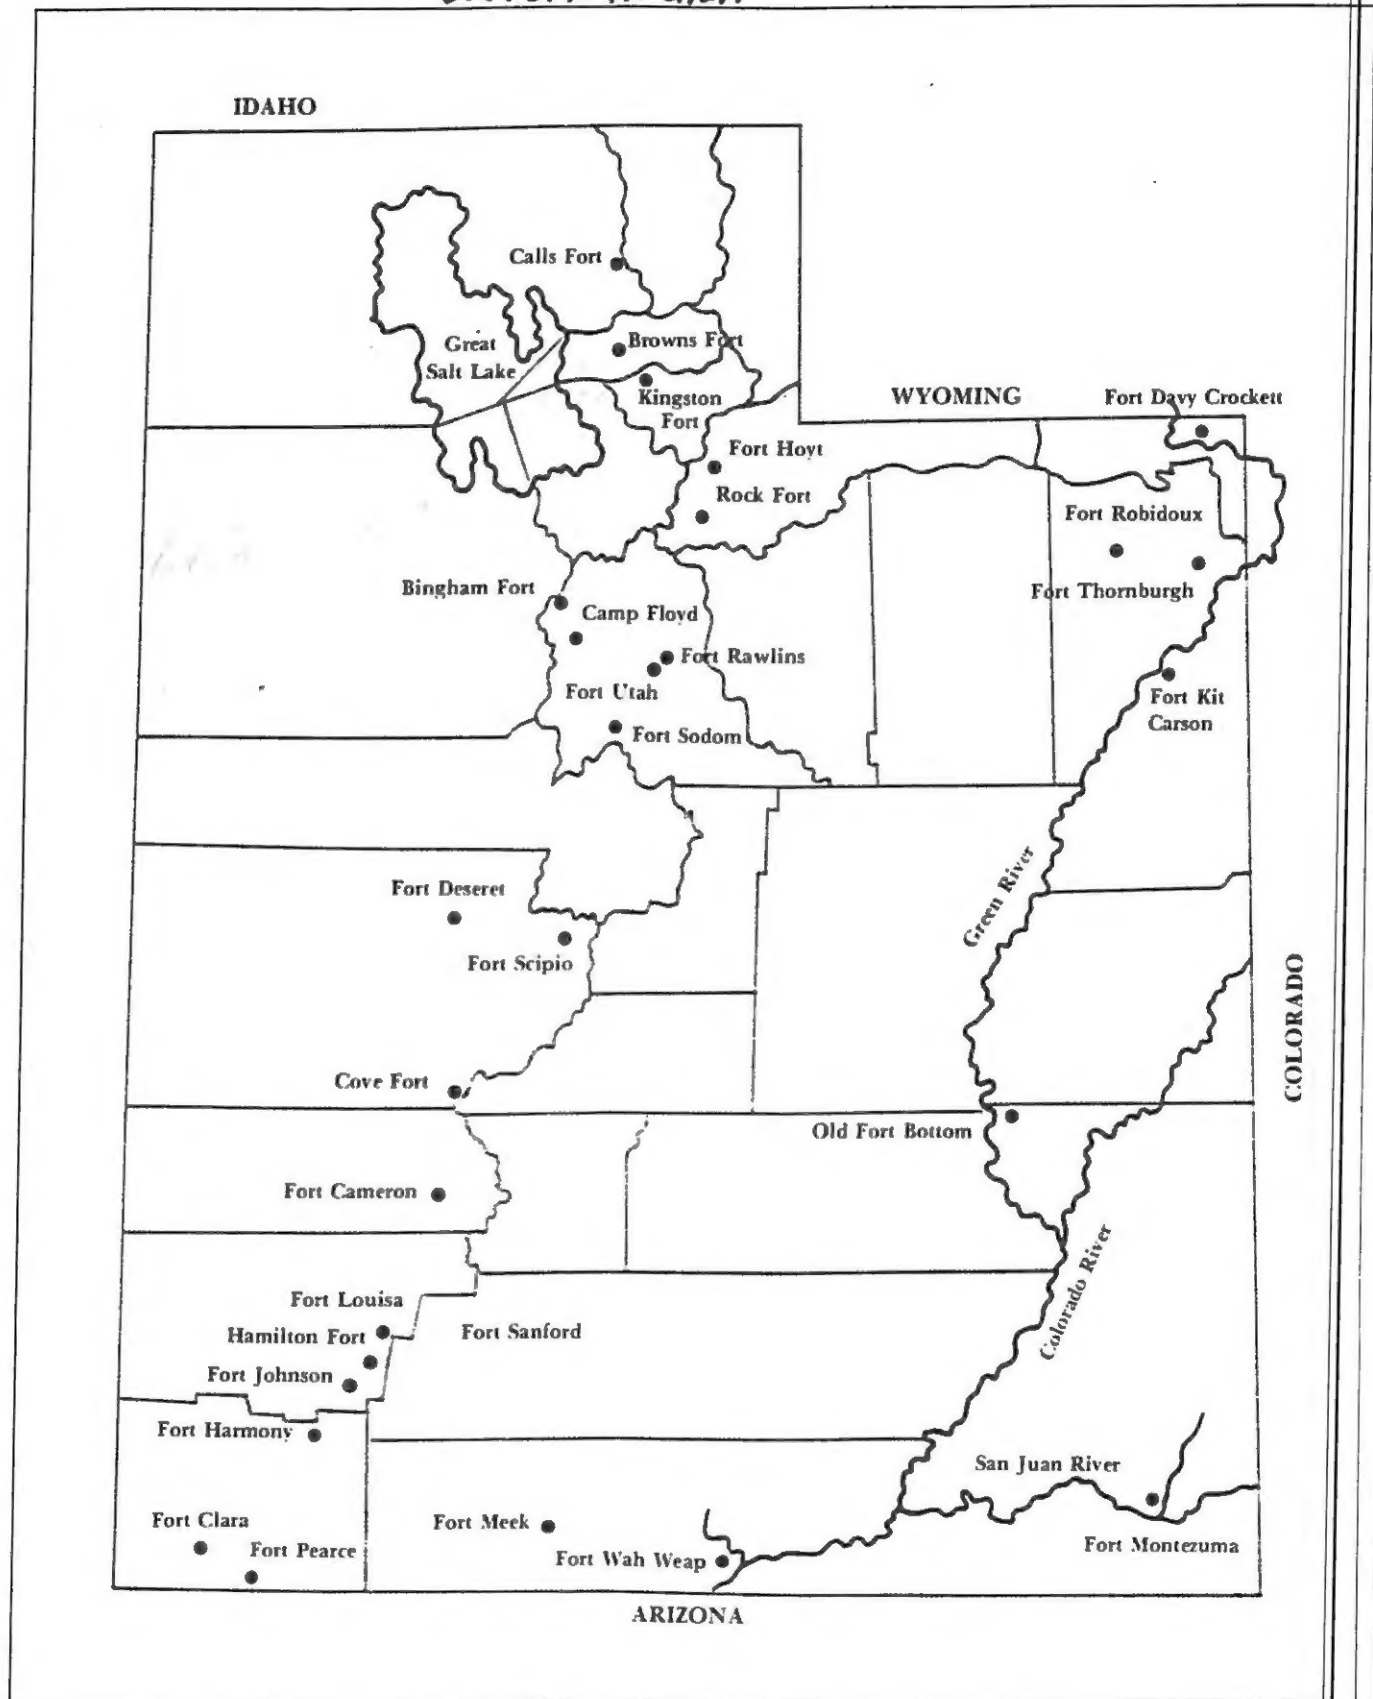 IDAHO
Calls Fort
Browns Fort
Great
Salt Lake
Kingston
Fort
WYOMING
Fort Davy Crockett
Fort Hoyt
Rock Fort
Fort Robidoux
Bingham Fort
Camp Floyd
Fort Thornburgh
Fort Rawlins
Fort Utah
Fort Kit
Carson
Fort Sodom
Green River
Fort Deseret
Fort Scipio
COLORADO
Cove Fort
Old Fort Bottom
Fort Cameron
Colorado River
Fort Louisa
Hamilton Fort
Fort Sanford
Fort Johnson
Fort Harmony
San Juan River
Fort Clara
Fort Meek
Fort Pearce
Fort Wah Weap
Fort Montezuma
ARIZONA